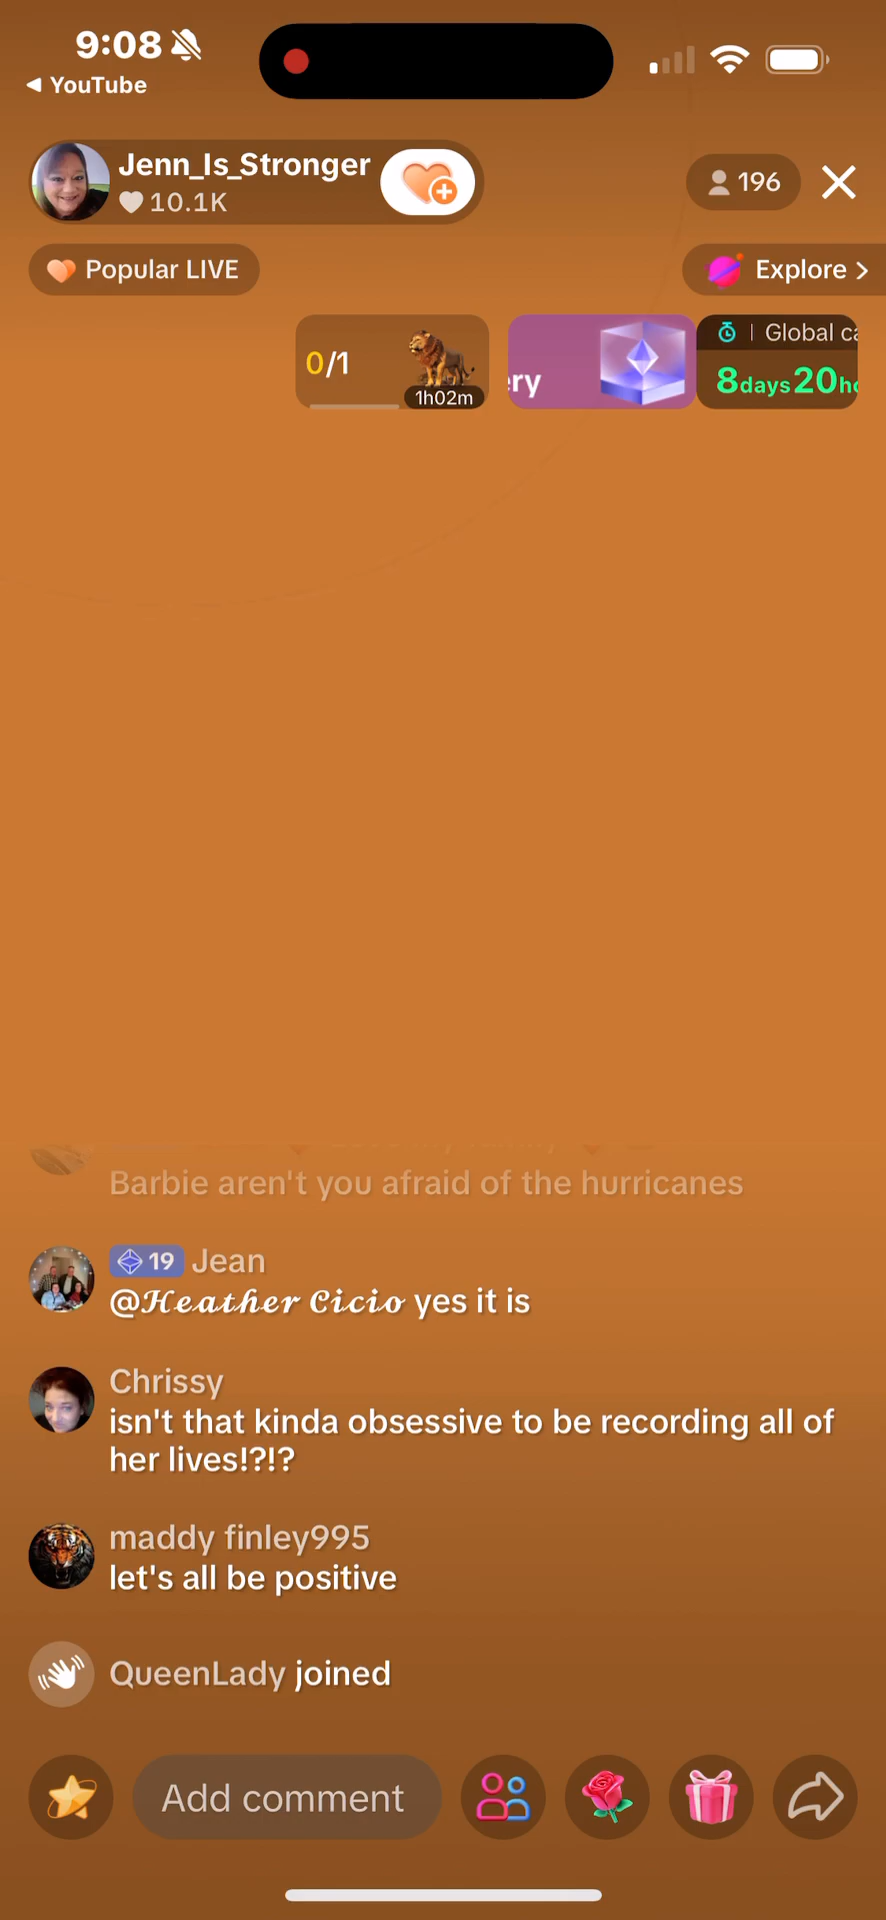 9:08
YouTube
Jenn_Is_Stronger
10.1K
196
Popular LIVE
Explore >
0/1
1h02m
ery
Global ca
8days20ho
Barbie aren't you afraid of the hurricanes
19 Jean
@𝓗𝓮𝓪𝓽𝓱𝓮𝓻 𝓒𝓲𝓬𝓲𝓸 yes it is
Chrissy
isn't that kinda obsessive to be recording all of
her lives!?!?
maddy finley995
let's all be positive
QueenLady joined
Add comment